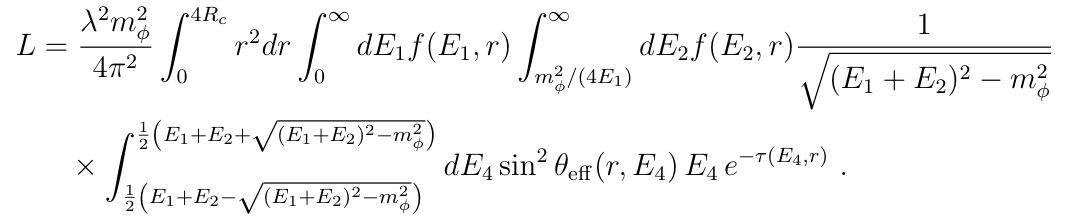 L = \frac{\lambda^2 m_\phi^2}{4\pi^2} \int_0^{4R_c} r^2 dr \int_0^\infty dE_1 f(E_1, r) \int_{m_\phi^2/(4E_1)}^\infty dE_2 f(E_2, r) \frac{1}{\sqrt{(E_1 + E_2)^2 - m_\phi^2}}
\times \int_{\frac{1}{2}\left(E_1+E_2-\sqrt{(E_1+E_2)^2-m_\phi^2}\right)}^{\frac{1}{2}\left(E_1+E_2+\sqrt{(E_1+E_2)^2-m_\phi^2}\right)} dE_4 \sin^2 \theta_{\text{eff}}(r, E_4) \, E_4 \, e^{-\tau(E_4,r)} \, .